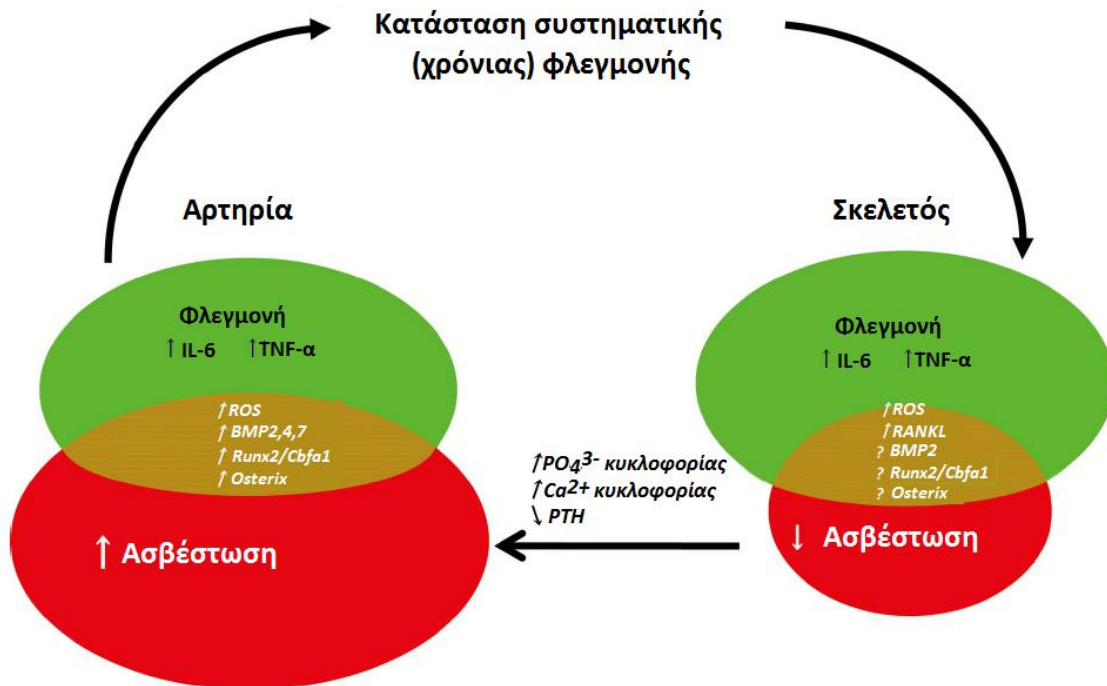 Κατάσταση συστηματικής
(χρόνιας) φλεγμονής
Αρτηρία
Φλεγμονή
↑ IL-6 ↑TNF-α
↑ROS
↑ BMP2,4,7
↑ Runx2/Cbfa1
↑ Osterix
↑ Ασβέστωση
↑PO₄³⁻ κυκλοφορίας
↑Ca²⁺ κυκλοφορίας
↓ PTH
Σκελετός
Φλεγμονή
↑ IL-6 ↑TNF-α
↑ROS
↑RANKL
? BMP2
? Runx2/Cbfa1
? Osterix
↓ Ασβέστωση